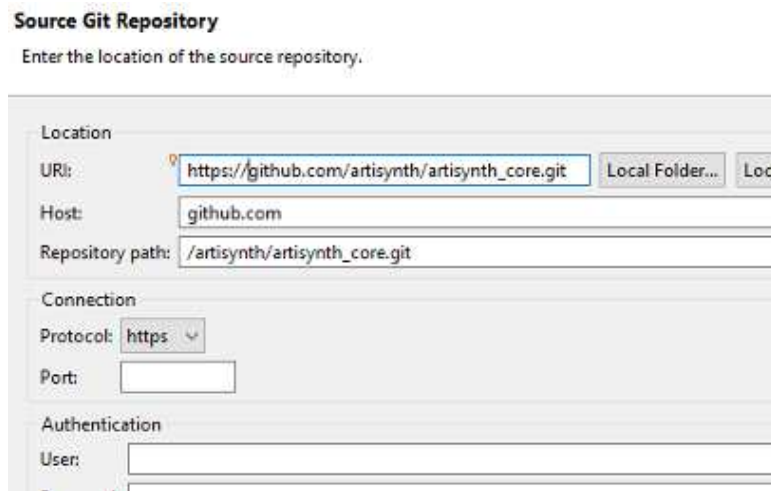 Source Git Repository
Enter the location of the source repository.
Location
URI: https://github.com/artisynth/artisynth_core.git Local Folder...
Host: github.com
Repository path: /artisynth/artisynth_core.git
Connection
Protocol: https
Port:
Authentication
User: